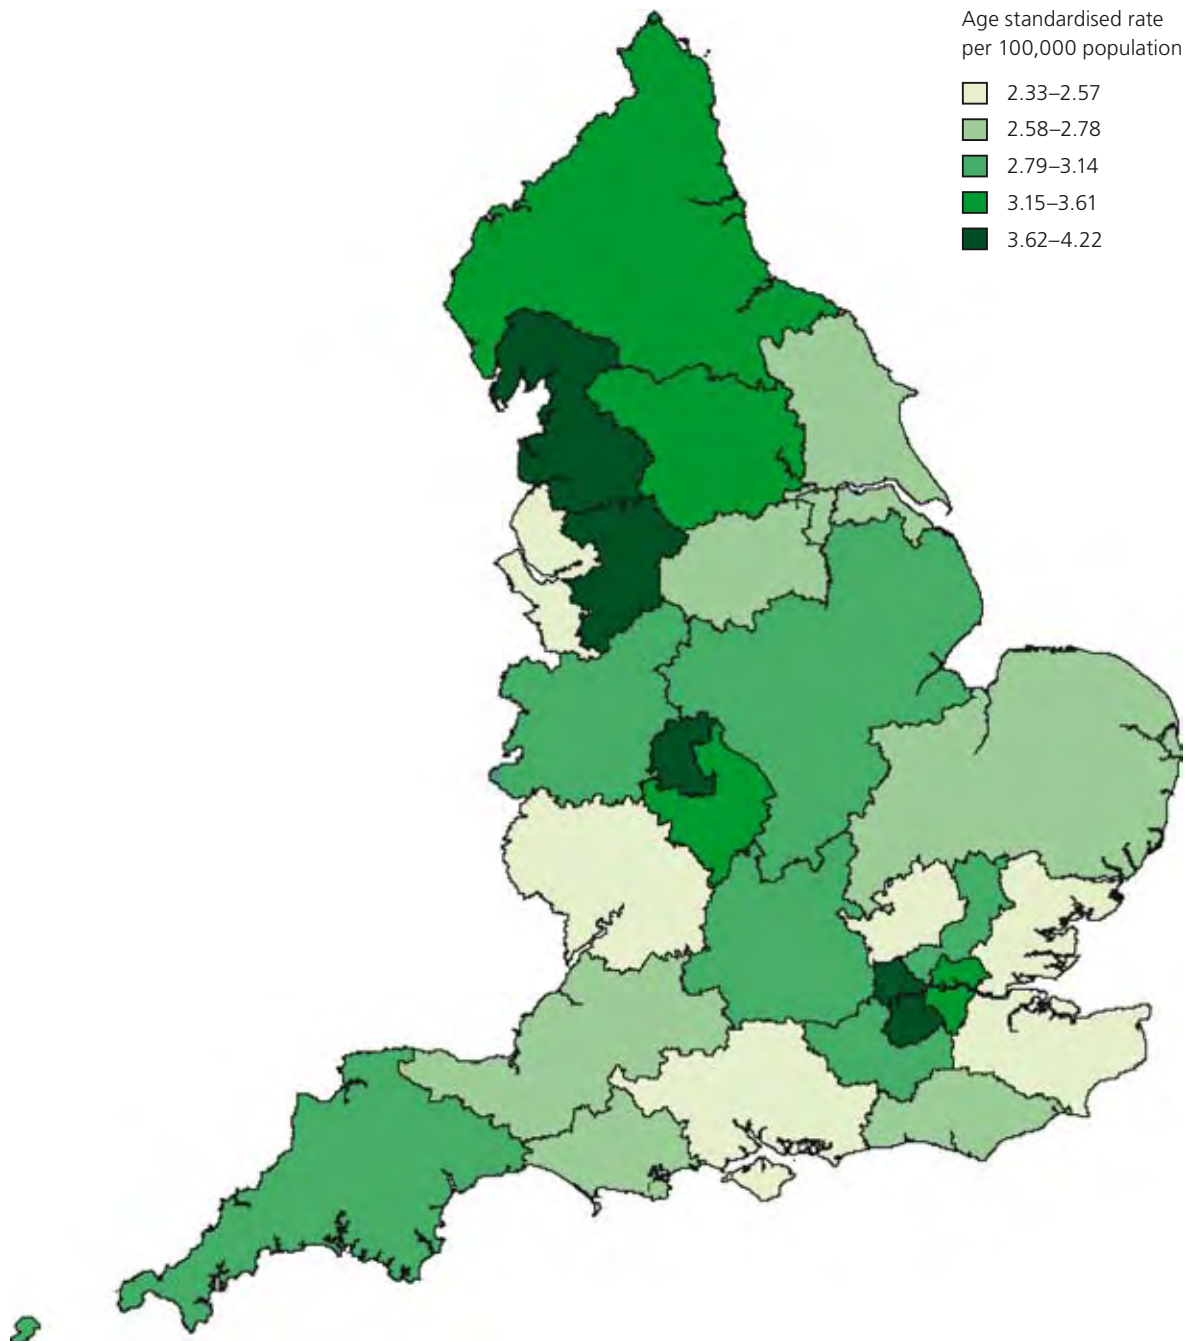 Age standardised rate
per 100,000 population
2.33–2.57
2.58–2.78
2.79–3.14
3.15–3.61
3.62–4.22